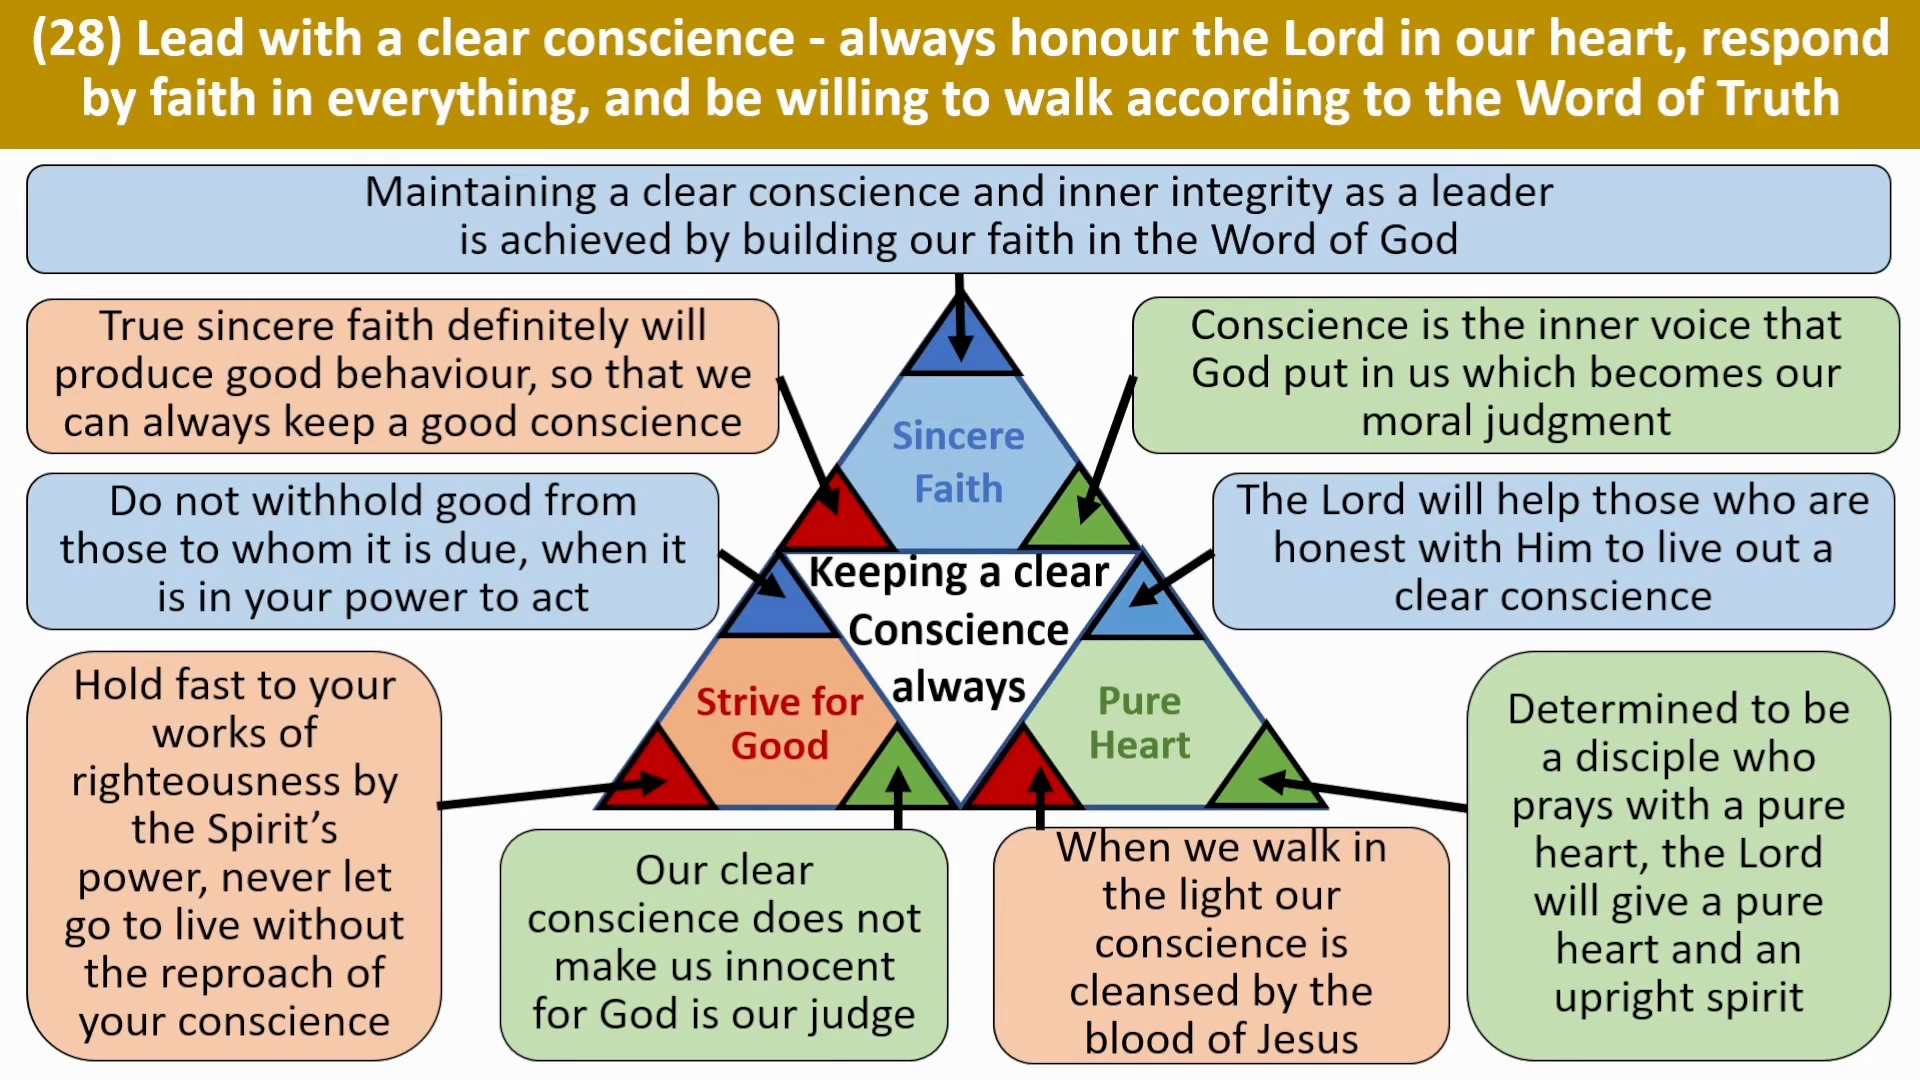 (28) Lead with a clear conscience - always honour the Lord in our heart, respond
by faith in everything, and be willing to walk according to the Word of Truth
Maintaining a clear conscience and inner integrity as a leader
is achieved by building our faith in the Word of God
True sincere faith definitely will
produce good behaviour, so that we
can always keep a good conscience
Conscience is the inner voice that
God put in us which becomes our
moral judgment
Sincere
Faith
Do not withhold good from
those to whom it is due, when it
is in your power to act
The Lord will help those who are
honest with Him to live out a
clear conscience
Keeping a clear
Conscience
always
Hold fast to your
works of
righteousness by
the Spirit’s
power, never let
go to live without
the reproach of
your conscience
Strive for
Good
Pure
Heart
Our clear
conscience does not
make us innocent
for God is our judge
When we walk in
the light our
conscience is
cleansed by the
blood of Jesus
Determined to be
a disciple who
prays with a pure
heart, the Lord
will give a pure
heart and an
upright spirit